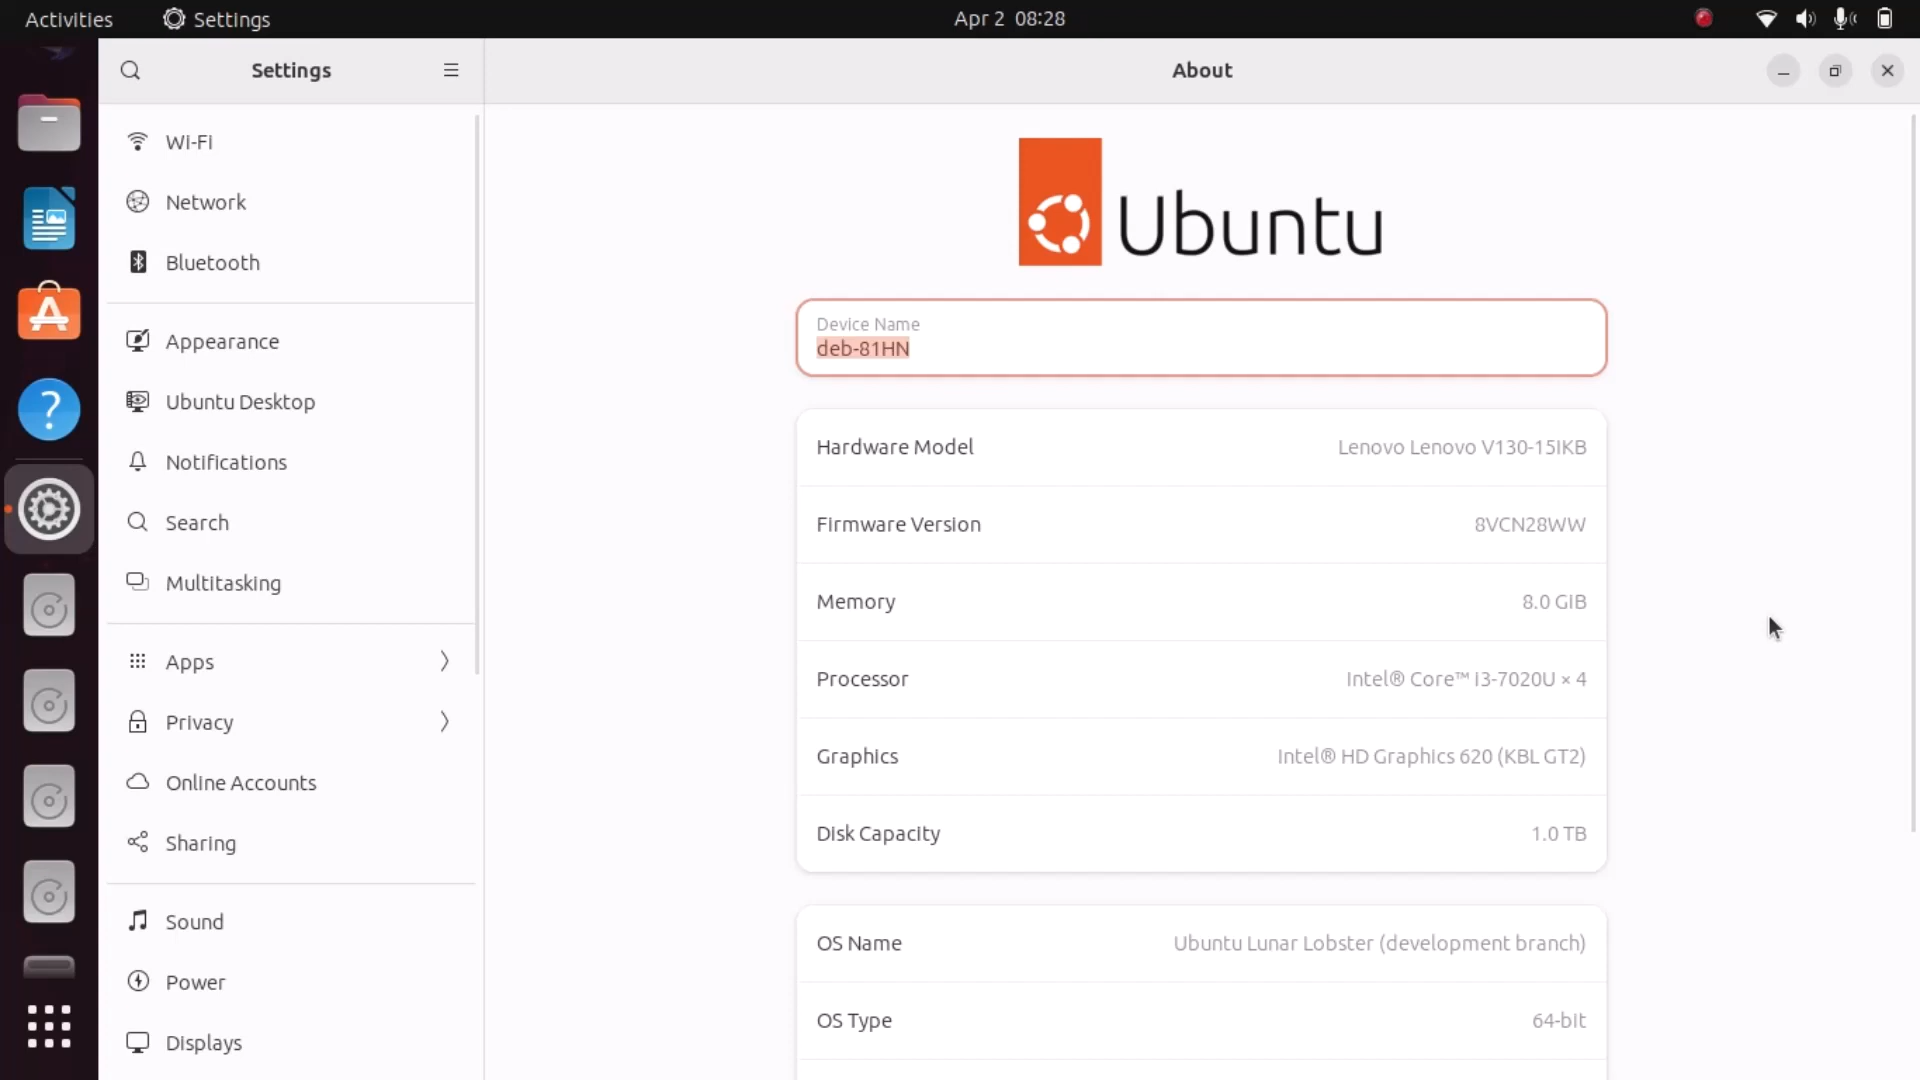 Activities
Settings
Apr 2 08:28
Settings
About
Wi-Fi
Network
Bluetooth
Appearance
Ubuntu Desktop
Notifications
Search
Multitasking
Apps
Privacy
Online Accounts
Sharing
Sound
Power
Displays
Ubuntu
Device Name
deb-81HN
Hardware Model Lenovo Lenovo V130-15IKB
Firmware Version 8VCN28WW
Memory 8.0 GiB
Processor Intel® Core™ i3-7020U × 4
Graphics Intel® HD Graphics 620 (KBL GT2)
Disk Capacity 1.0 TB
OS Name Ubuntu Lunar Lobster (development branch)
OS Type 64-bit